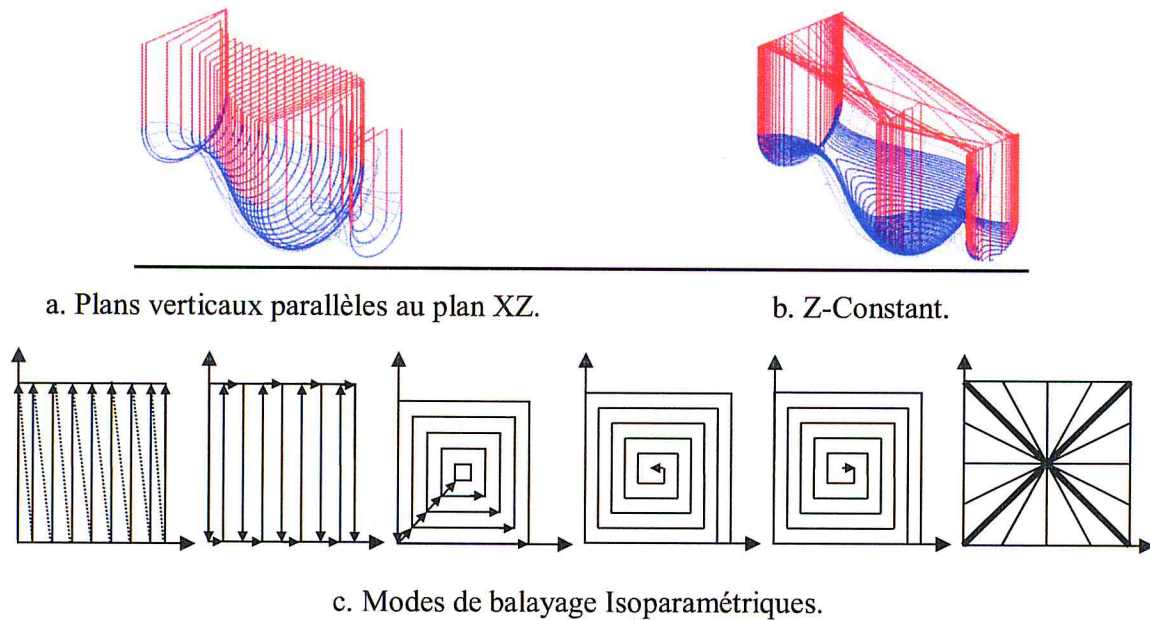 a. Plans verticaux parallèles au plan XZ.
b. Z-Constant.
c. Modes de balayage Isoparamétriques.